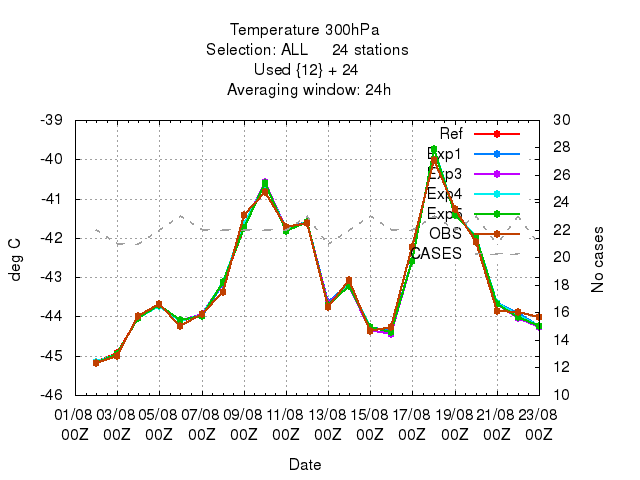 Temperature 300hPa
Selection: ALL 24 stations
Used {12} + 24
Averaging window: 24h
-39
-40
-41
-42
-43
-44
-45
-46
deg C
30
28
26
24
22
20
18
16
14
12
10
No cases
Ref
Exp1
Exp3
Exp4
Exp5
OBS
CASES
01/08 03/08 05/08 07/08 09/08 11/08 13/08 15/08 17/08 19/08 21/08 23/08
00Z 00Z 00Z 00Z 00Z 00Z 00Z 00Z 00Z 00Z 00Z 00Z
Date